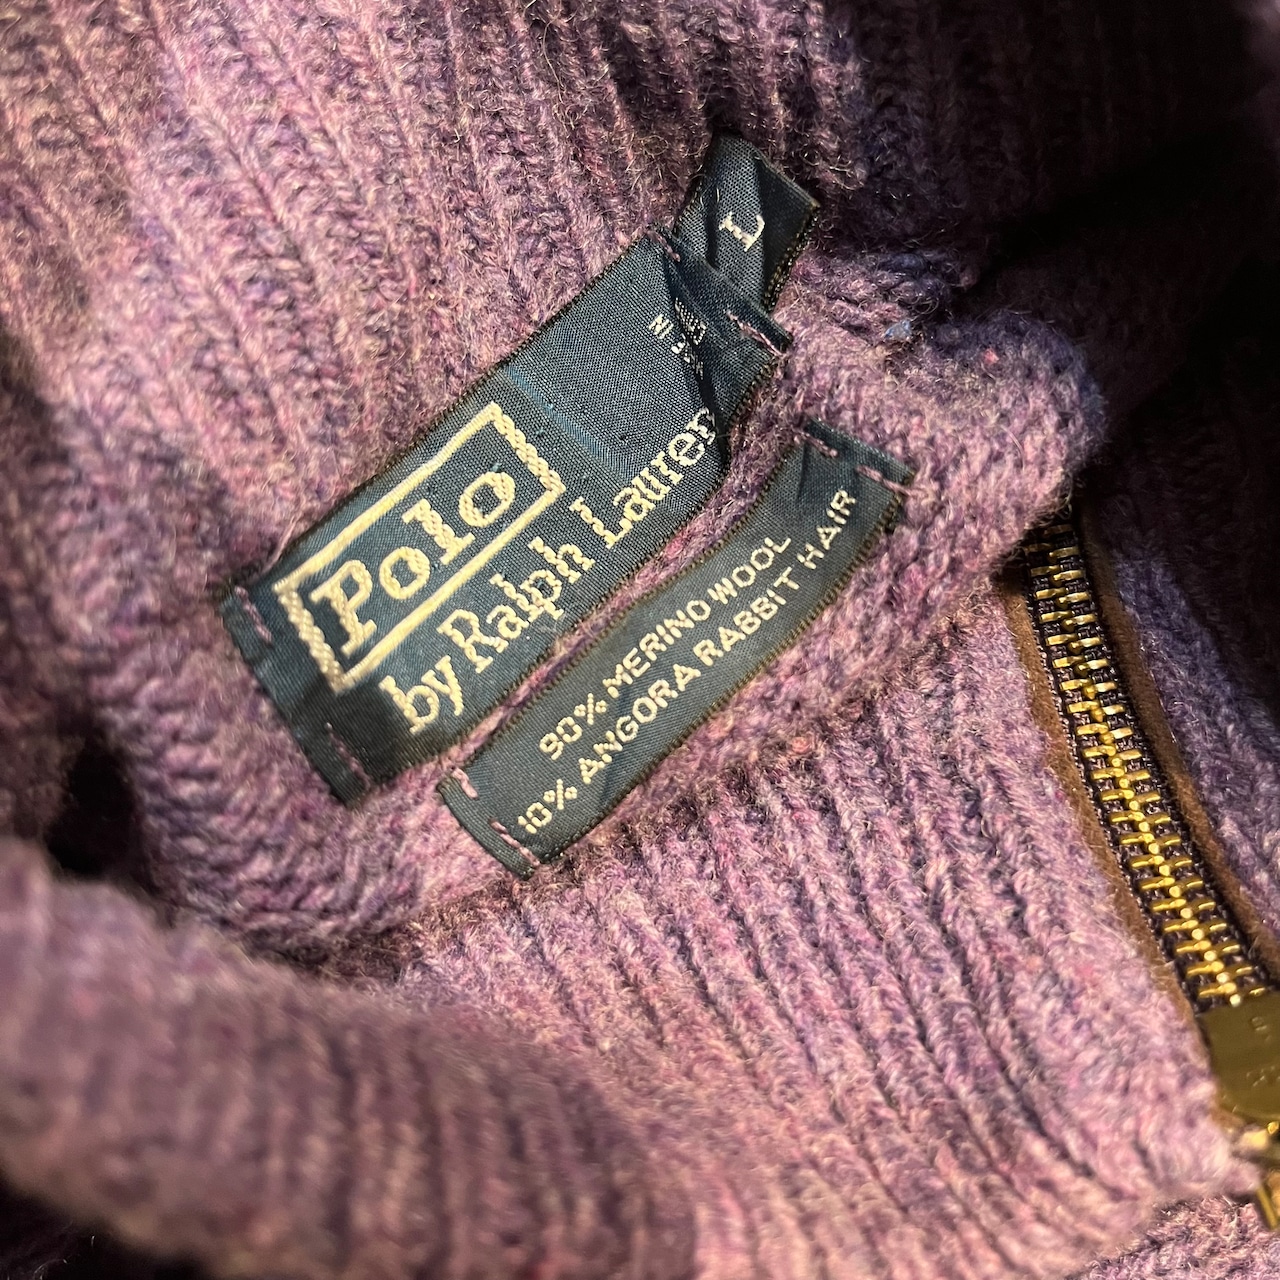 L
Polo
by Ralph Lauren
90% MERINO WOOL
10% ANGORA RABBIT HAIR